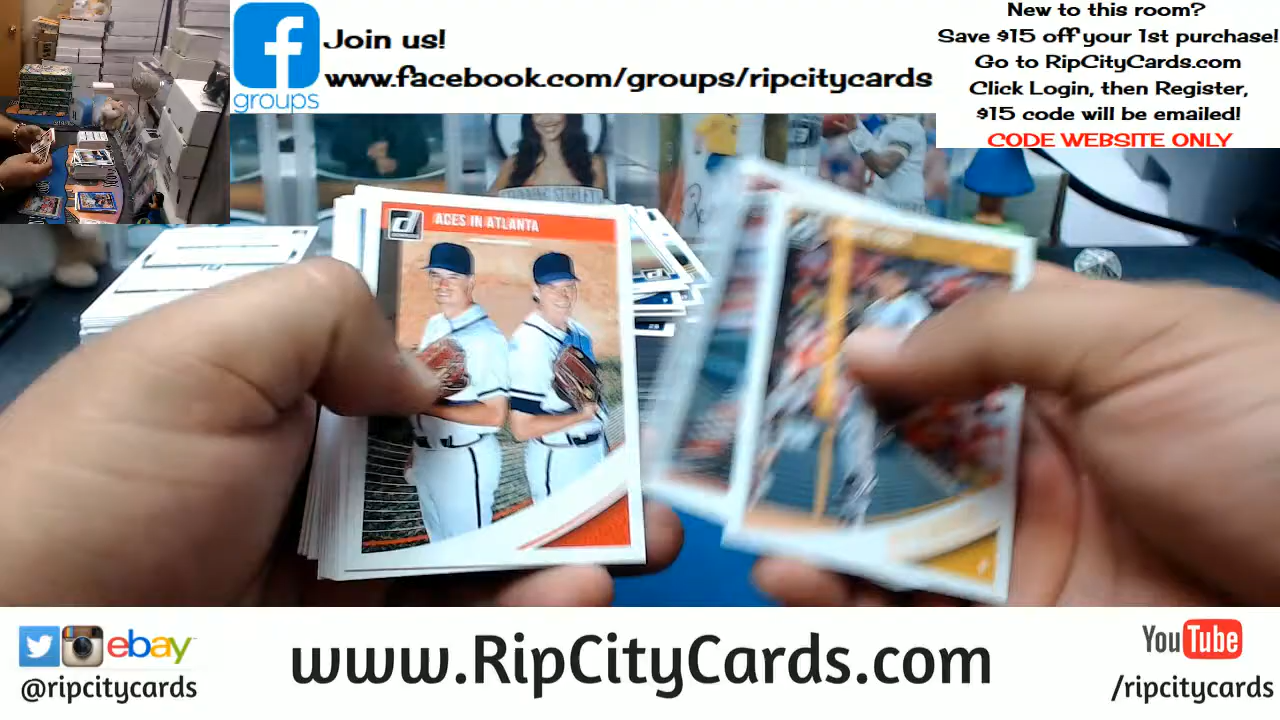 Join us!
www.facebook.com/groups/ripcitycards
groups
New to this room?
Save $15 off your 1st purchase!
Go to RipCityCards.com
Click Login, then Register,
$15 code will be emailed!
CODE WEBSITE ONLY
ACES IN ATLANTA
ebay
@ripcitycards
www.RipCityCards.com
YouTube
/ripcitycards